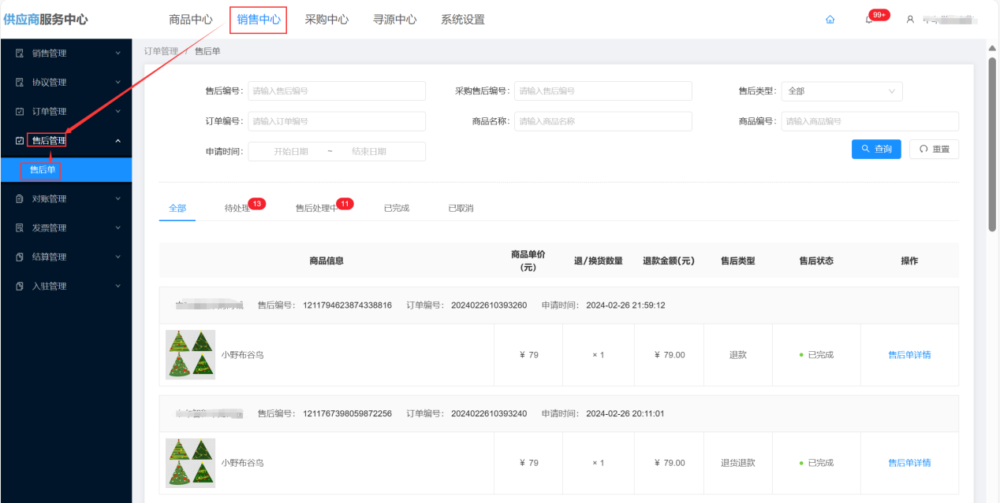 供应商服务中心 商品中心 销售中心 采购中心 寻源中心 系统设置 99+
销售管理
协议管理
订单管理
售后管理
售后单
对账管理
发票管理
结算管理
入驻管理
订单管理 / 售后单
售后编号: 请输入售后编号 采购售后编号: 请输入售后编号 售后类型: 全部
订单编号: 请输入订单编号 商品名称: 请输入商品名称 商品编号: 请输入商品编号
申请时间: 开始日期 ~ 结束日期 查询 重置
全部 待处理 13 售后处理中 11 已完成 已取消
商品信息 商品单价(元) 退/换货数量 退款金额(元) 售后类型 售后状态 操作
售后编号: 1211794623874338816 订单编号: 2024022610393260 申请时间: 2024-02-26 21:59:12
小野布谷鸟 ¥ 79 × 1 ¥ 79.00 退款 已完成 售后单详情
售后编号: 1211767398059872256 订单编号: 2024022610393240 申请时间: 2024-02-26 20:11:01
小野布谷鸟 ¥ 79 × 1 ¥ 79.00 退货退款 已完成 售后单详情